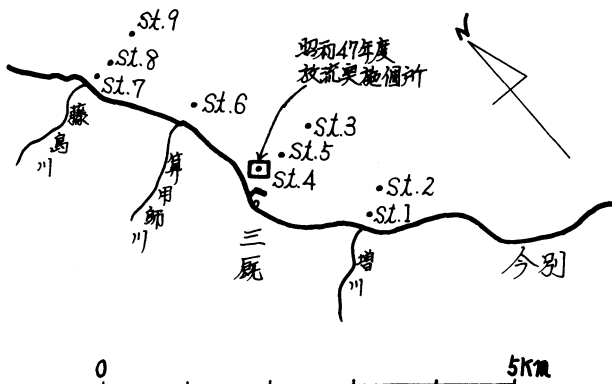 St.9
昭和47年度
放流実施個所
N
St.8
St.7
St.6
St.3
St.5
St.4
St.2
St.1
藤島川
算用師川
三厩
増川
今別
0
5Km